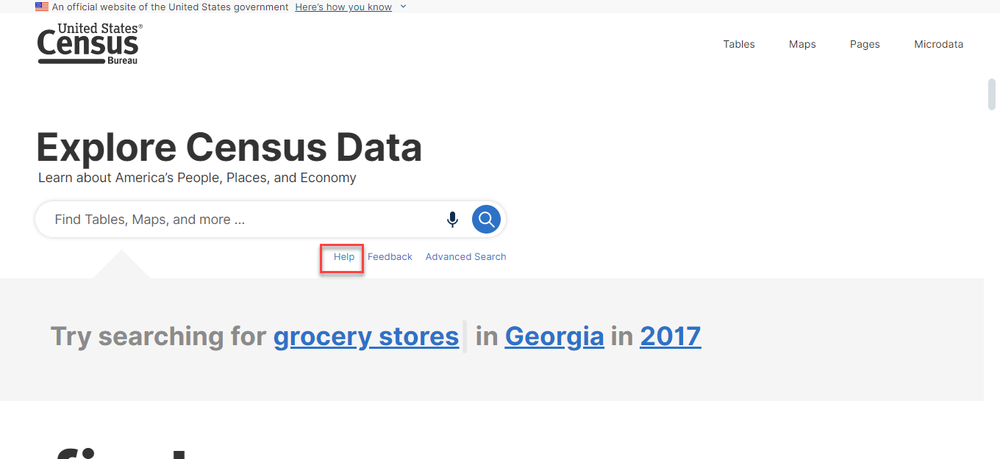 An official website of the United States government Here's how you know
United States®
Census
Bureau
Tables Maps Pages Microdata
Explore Census Data
Learn about America's People, Places, and Economy
Find Tables, Maps, and more ...
Help Feedback Advanced Search
Try searching for grocery stores in Georgia in 2017